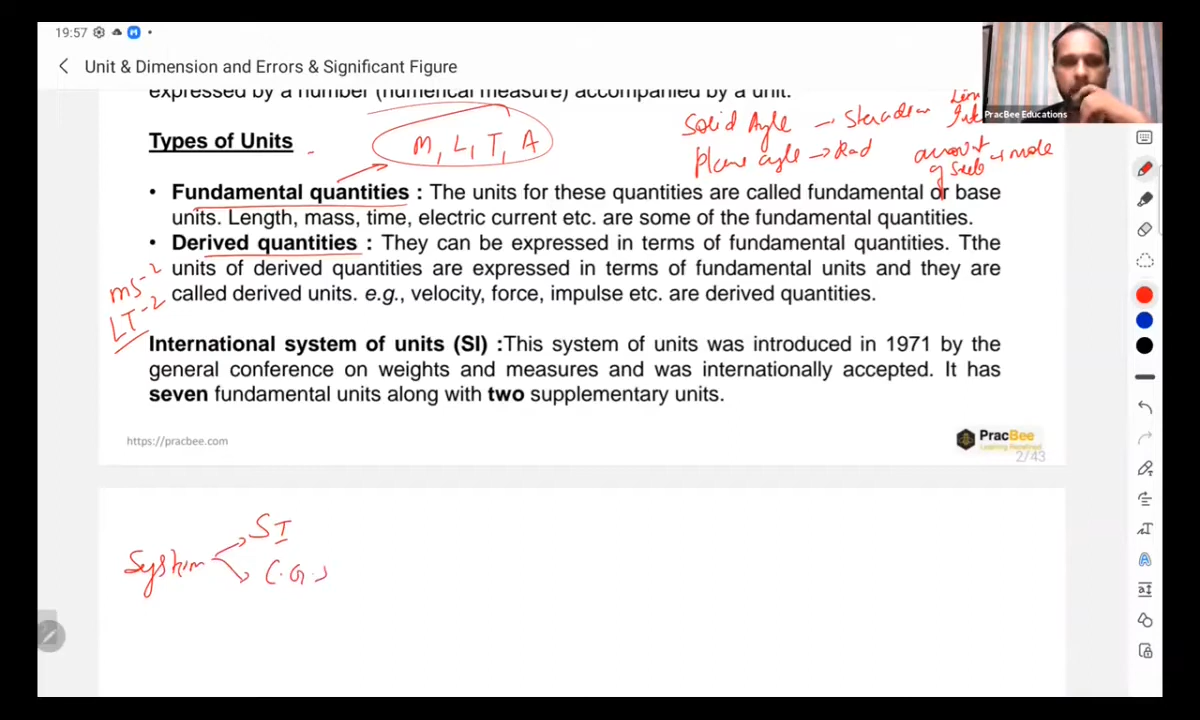 19:57
Unit & Dimension and Errors & Significant Figure
expressed by a number (numerical measure) accompanied by a unit.
PracBee Educations
Solid Agle → Steradian
Types of Units
M, L, T, A
Plane agle → Rad
amount of Sub → mole
• Fundamental quantities : The units for these quantities are called fundamental or base
units. Length, mass, time, electric current etc. are some of the fundamental quantities.
• Derived quantities : They can be expressed in terms of fundamental quantities. Tthe
units of derived quantities are expressed in terms of fundamental units and they are
called derived units. e.g., velocity, force, impulse etc. are derived quantities.
ms-2
LT-2
International system of units (SI) :This system of units was introduced in 1971 by the
general conference on weights and measures and was internationally accepted. It has
seven fundamental units along with two supplementary units.
https://pracbee.com
PracBee
Learning Redefined
2/43
System
SI
C.G.S